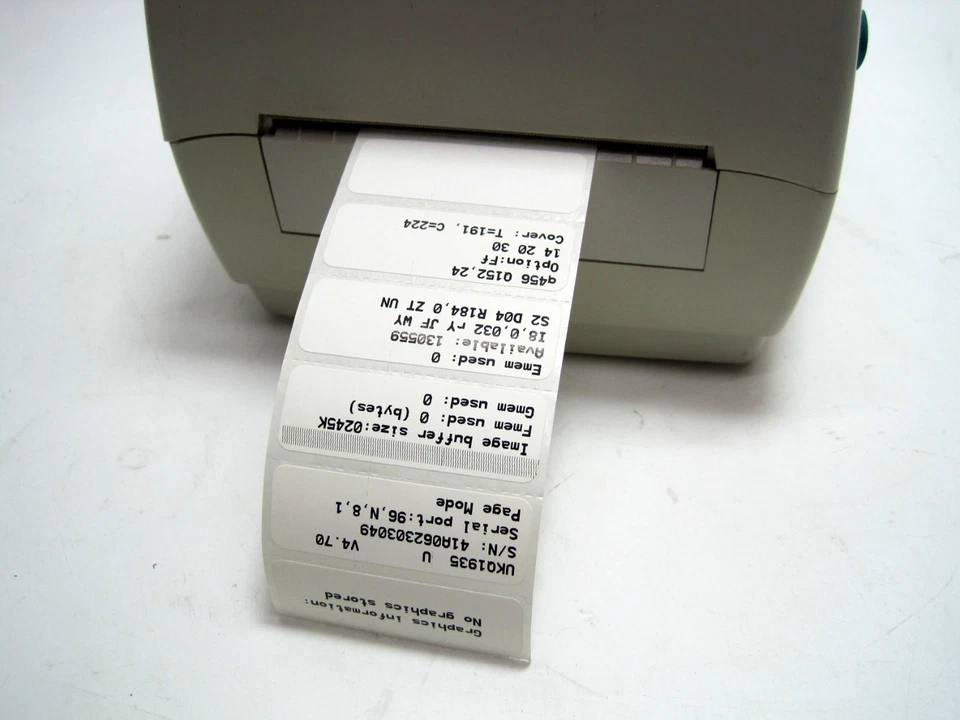 Graphics information:
No graphics stored
UKQ1935 U V4.70
S/N: 41A062303049
Serial port:96,N,8,1
Page Mode
Image buffer size:0245K
Fmem used: 0 (bytes)
Gmem used: 0
Emem used: 0
Available: 130559
I8,0,032 rY JF WY
S2 D04 R184,0 ZT UN
q456 Q152,24
Option:Ff
14 20 30
Cover: T=191, C=224